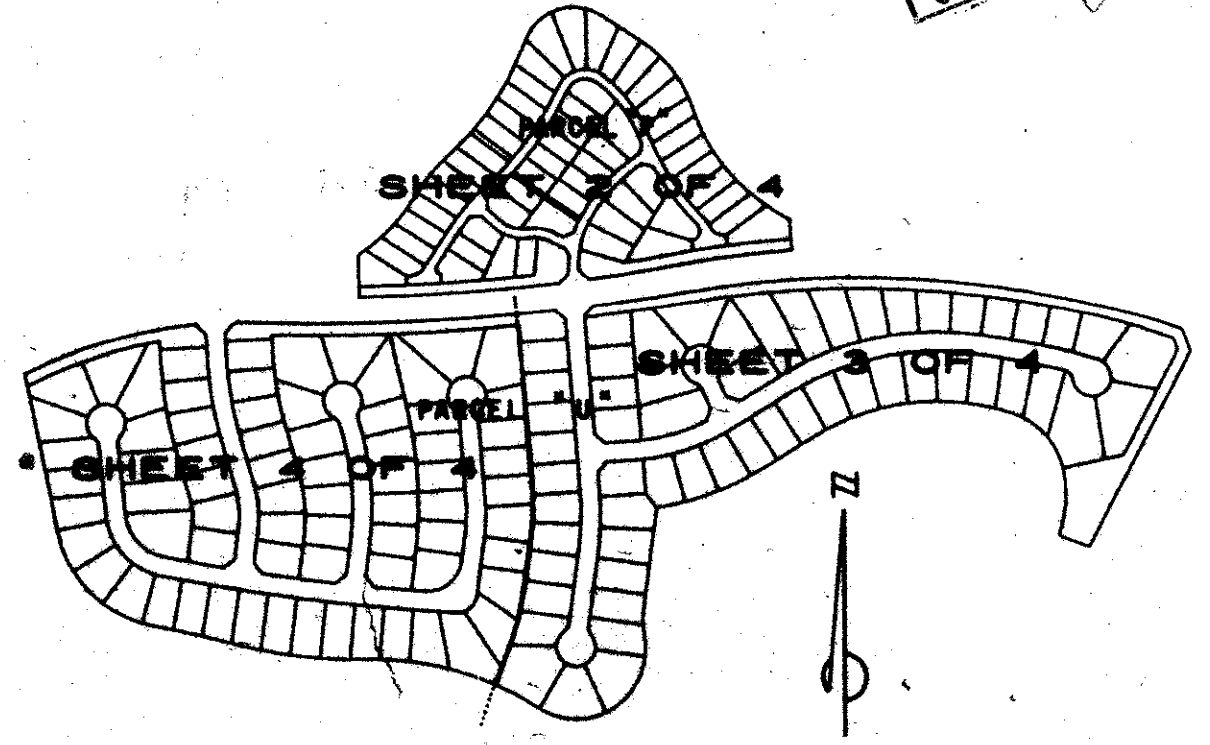 PARCEL
SHEET 2 OF 4
SHEET 3 OF 4
PARCEL "U"
* SHEET 4 OF 4
N